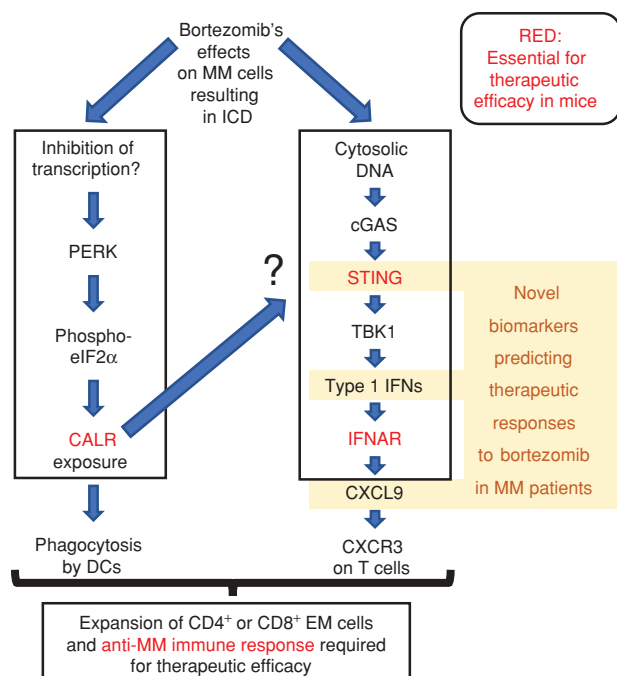 Bortezomib's
effects
on MM cells
resulting
in ICD
RED:
Essential for
therapeutic
efficacy in mice
Inhibition of
transcription?
PERK
Phospho-
eIF2α
CALR
exposure
Phagocytosis
by DCs
?
Cytosolic
DNA
cGAS
STING
TBK1
Type 1 IFNs
IFNAR
CXCL9
CXCR3
on T cells
Novel
biomarkers
predicting
therapeutic
responses
to bortezomib
in MM patients
Expansion of CD4⁺ or CD8⁺ EM cells
and anti-MM immune response required
for therapeutic efficacy